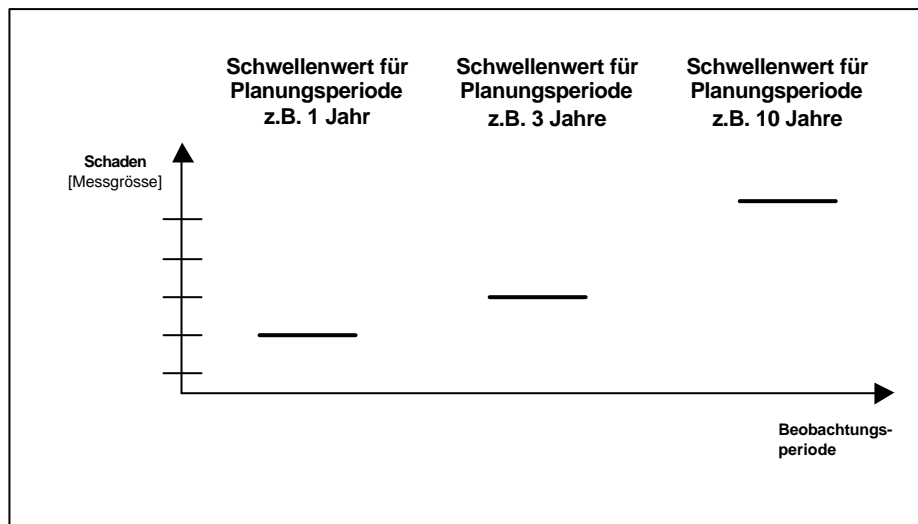 Schwellenwert für
Planungsperiode
z.B. 1 Jahr
Schwellenwert für
Planungsperiode
z.B. 3 Jahre
Schwellenwert für
Planungsperiode
z.B. 10 Jahre
Schaden
[Messgrösse]
Beobachtungs-
periode